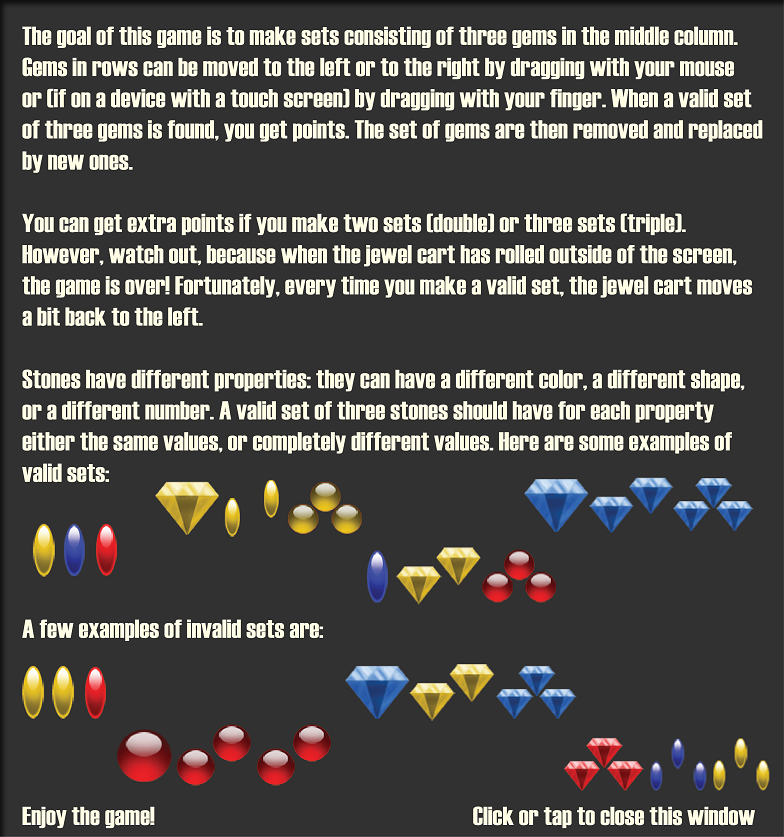 The goal of this game is to make sets consisting of three gems in the middle column.
Gems in rows can be moved to the left or to the right by dragging with your mouse
or (if on a device with a touch screen) by dragging with your finger. When a valid set
of three gems is found, you get points. The set of gems are then removed and replaced
by new ones.
You can get extra points if you make two sets (double) or three sets (triple).
However, watch out, because when the jewel cart has rolled outside of the screen,
the game is over! Fortunately, every time you make a valid set, the jewel cart moves
a bit back to the left.
Stones have different properties: they can have a different color, a different shape,
or a different number. A valid set of three stones should have for each property
either the same values, or completely different values. Here are some examples of
valid sets:
A few examples of invalid sets are:
Enjoy the game!
Click or tap to close this window